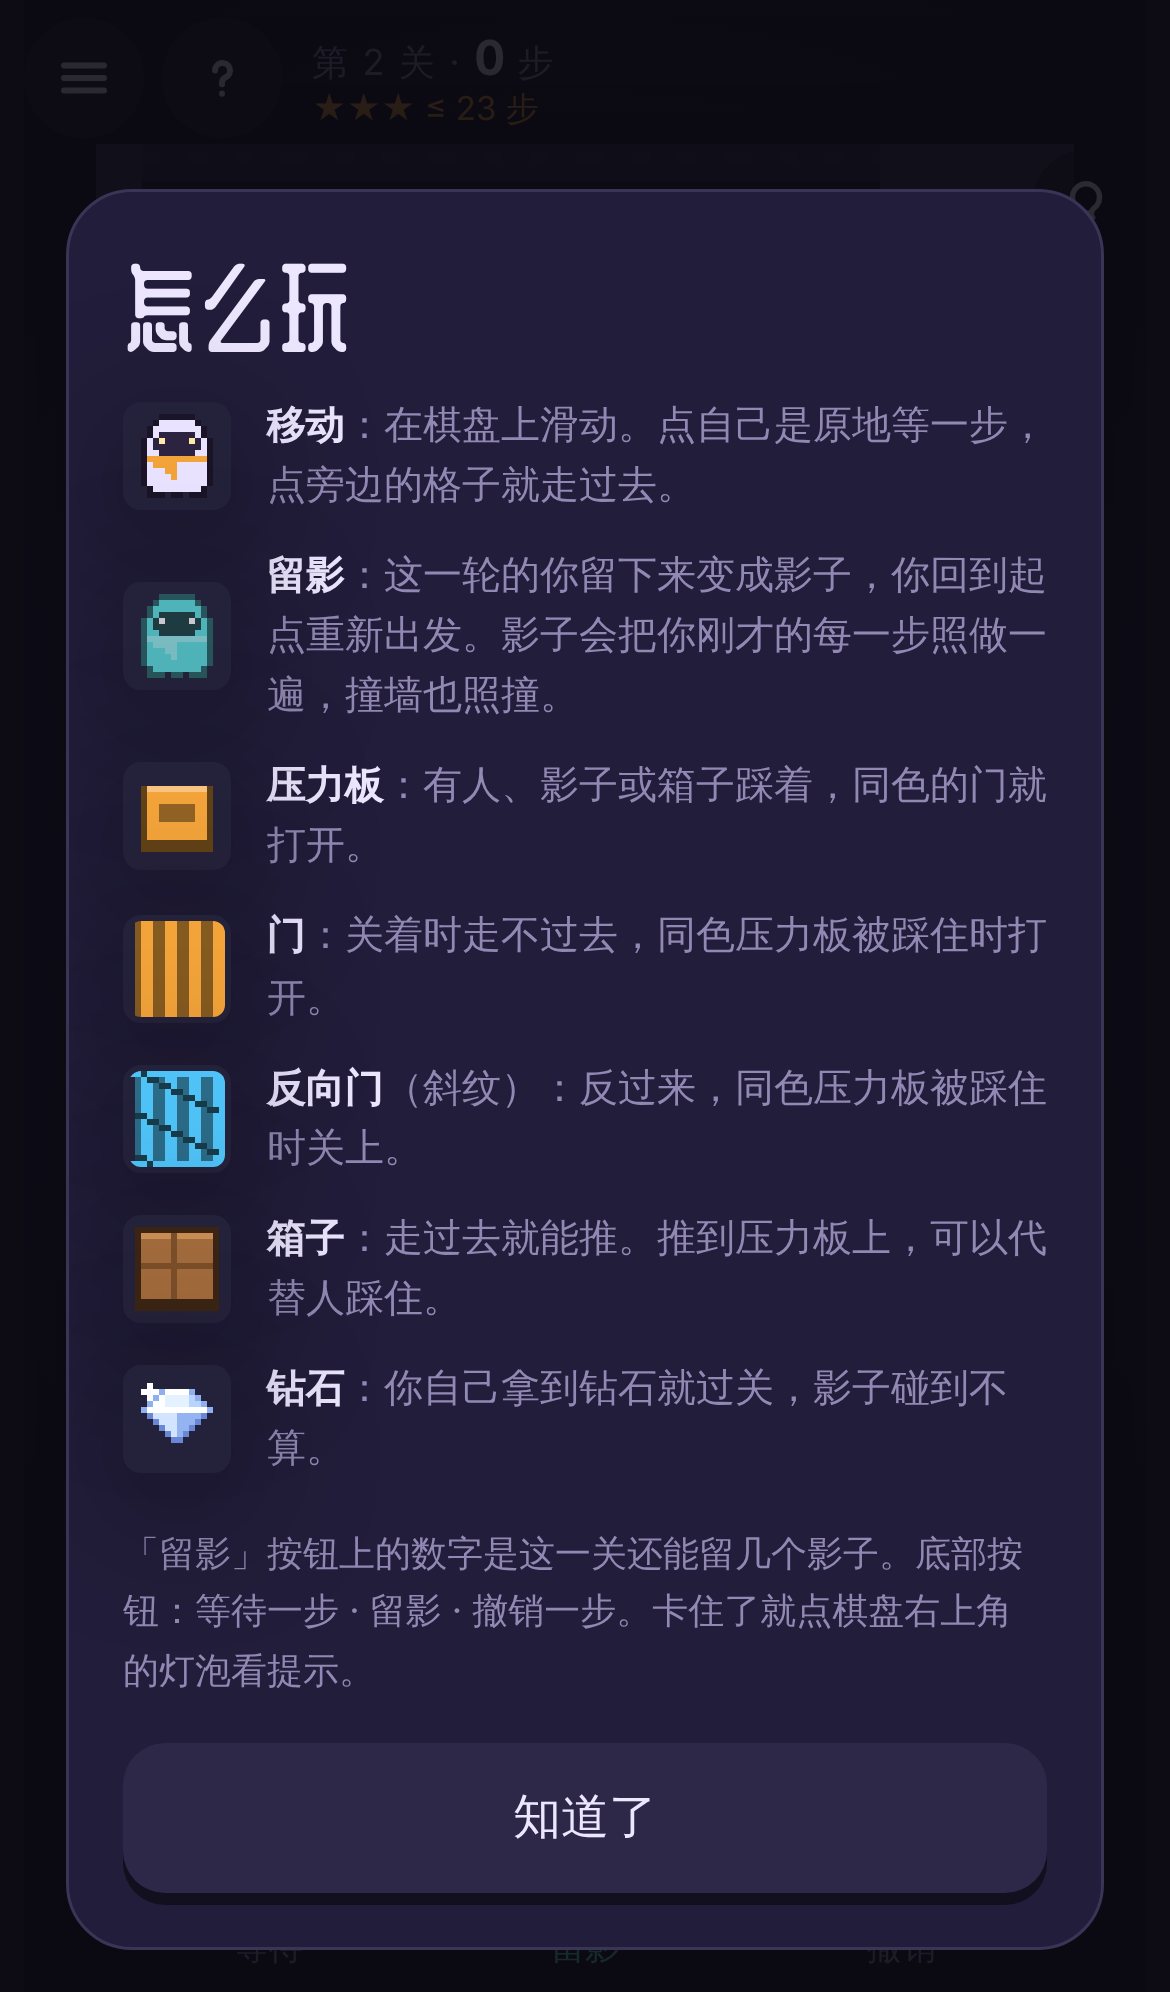 第 2 关 · 0 步
★★★ ≤ 23 步
怎么玩
移动：在棋盘上滑动。点自己是原地等一步，
点旁边的格子就走过去。
留影：这一轮的你留下来变成影子，你回到起
点重新出发。影子会把你刚才的每一步照做一
遍，撞墙也照撞。
压力板：有人、影子或箱子踩着，同色的门就
打开。
门：关着时走不过去，同色压力板被踩住时打
开。
反向门（斜纹）：反过来，同色压力板被踩住
时关上。
箱子：走过去就能推。推到压力板上，可以代
替人踩住。
钻石：你自己拿到钻石就过关，影子碰到不
算。
「留影」按钮上的数字是这一关还能留几个影子。底部按
钮：等待一步 · 留影 · 撤销一步。卡住了就点棋盘右上角
的灯泡看提示。
知道了
等待 留影 撤销